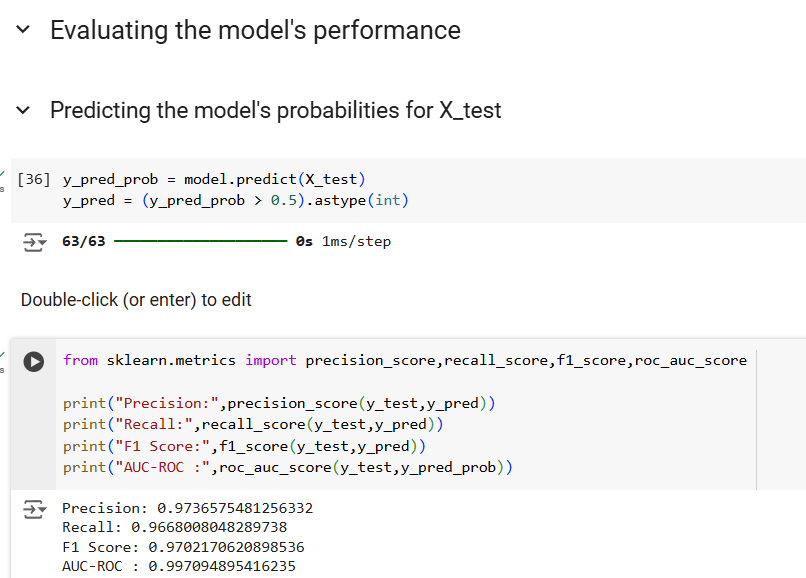 Evaluating the model's performance
Predicting the model's probabilities for X_test
[36] y_pred_prob = model.predict(X_test)
y_pred = (y_pred_prob > 0.5).astype(int)
63/63 0s 1ms/step
Double-click (or enter) to edit
from sklearn.metrics import precision_score,recall_score,f1_score,roc_auc_score
print("Precision:",precision_score(y_test,y_pred))
print("Recall:",recall_score(y_test,y_pred))
print("F1 Score:",f1_score(y_test,y_pred))
print("AUC-ROC :",roc_auc_score(y_test,y_pred_prob))
Precision: 0.9736575481256332
Recall: 0.9668008048289738
F1 Score: 0.9702170620898536
AUC-ROC : 0.997094895416235